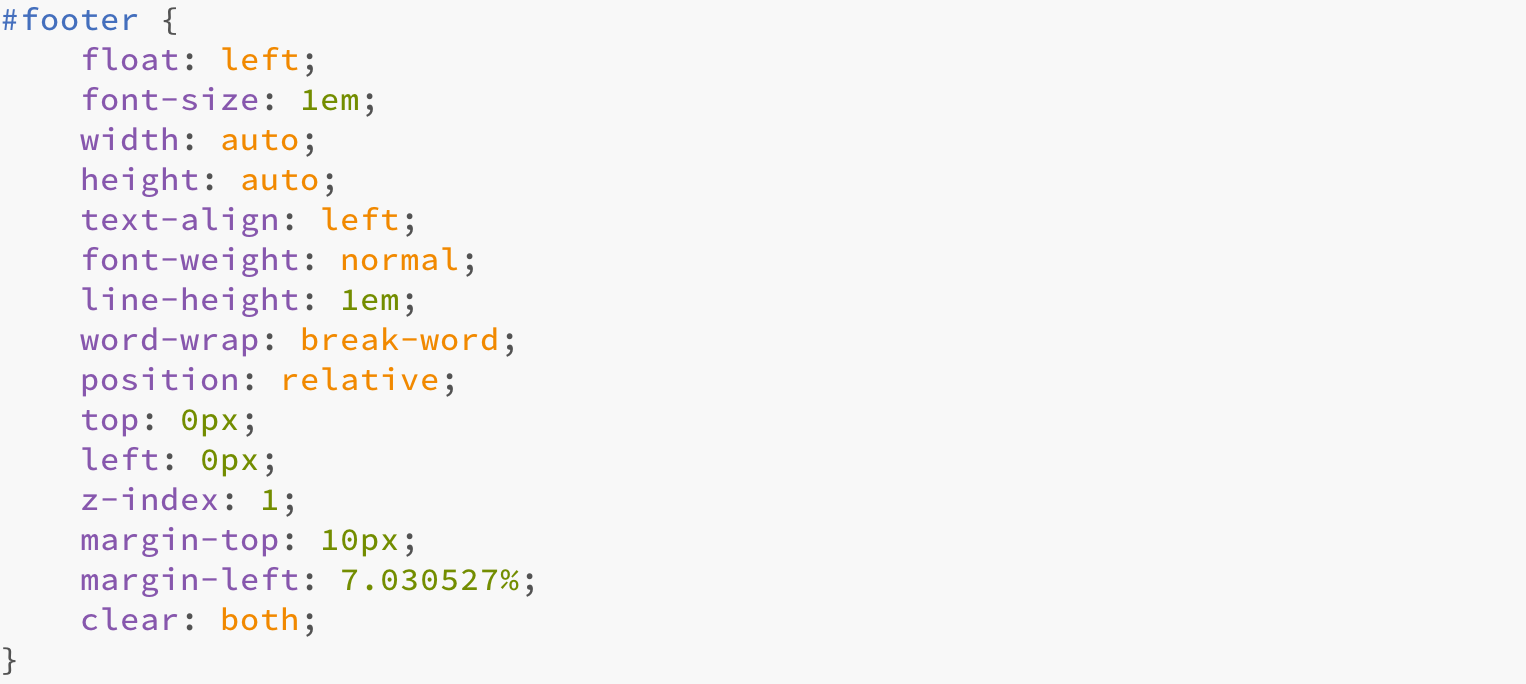 #footer {
    float: left;
    font-size: 1em;
    width: auto;
    height: auto;
    text-align: left;
    font-weight: normal;
    line-height: 1em;
    word-wrap: break-word;
    position: relative;
    top: 0px;
    left: 0px;
    z-index: 1;
    margin-top: 10px;
    margin-left: 7.030527%;
    clear: both;
}